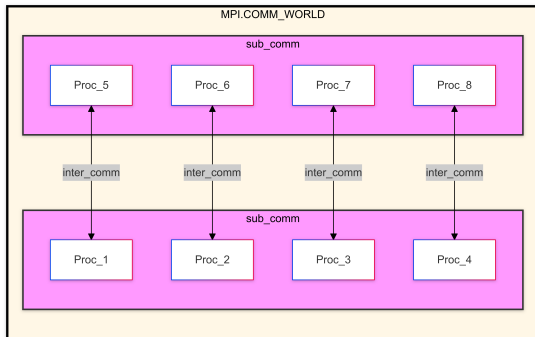 MPI.COMM_WORLD
sub_comm
Proc_5 Proc_6 Proc_7 Proc_8
inter_comm inter_comm inter_comm inter_comm
sub_comm
Proc_1 Proc_2 Proc_3 Proc_4